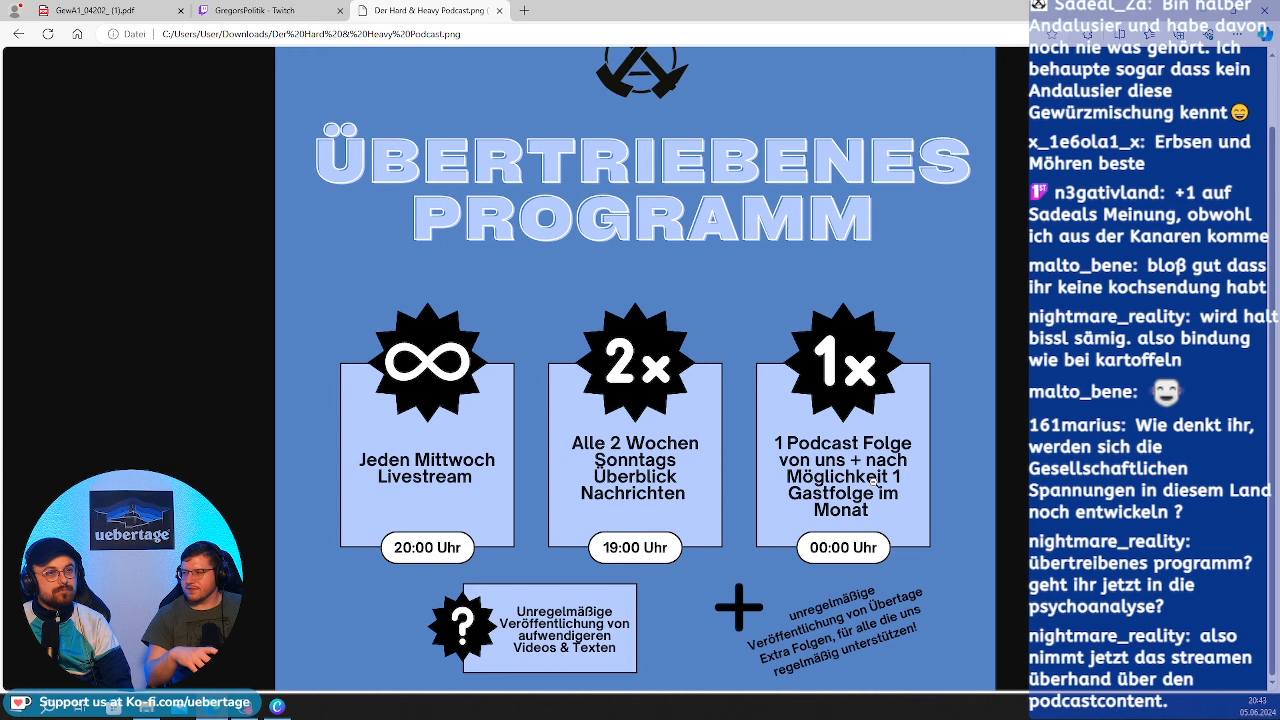 GewA1_04202_ (1).pdf
GregorsPolitik - Twitch
Der Hard & Heavy Podcast.png (
Datei
C:/Users/User/Downloads/Der%20Hard%20&%20Heavy%20Podcast.png
ÜBERTRIEBENES
PROGRAMM
∞
Jeden Mittwoch
Livestream
20:00 Uhr
2x
Alle 2 Wochen
Sonntags
Überblick
Nachrichten
19:00 Uhr
1x
1 Podcast Folge
von uns + nach
Möglichkeit 1
Gastfolge im
Monat
00:00 Uhr
?
Unregelmäßige
Veröffentlichung von
aufwendigeren
Videos & Texten
+
unregelmäßige
Veröffentlichung von Übertage
Extra Folgen, für alle die uns
regelmäßig unterstützen!
uebertage
Support us at Ko-fi.com/uebertage
Sadeal_Za: Bin halber
Andalusier und habe davon
noch nie was gehört. Ich
behaupte sogar dass kein
Andalusier diese
Gewürzmischung kennt
x_1e6ola1_x: Erbsen und
Möhren beste
1ST n3gativland: +1 auf
Sadeals Meinung, obwohl
ich aus der Kanaren komme
malto_bene: bloß gut dass
ihr keine kochsendung habt
nightmare_reality: wird halt
bissl sämig. also bindung
wie bei kartoffeln
malto_bene:
161marius: Wie denkt ihr,
werden sich die
Gesellschaftlichen
Spannungen in diesem Land
noch entwickeln ?
nightmare_reality:
übertreibenes programm?
geht ihr jetzt in die
psychoanalyse?
nightmare_reality: also
nimmt jetzt das streamen
überhand über den
podcastcontent.
20:43
05.06.2024